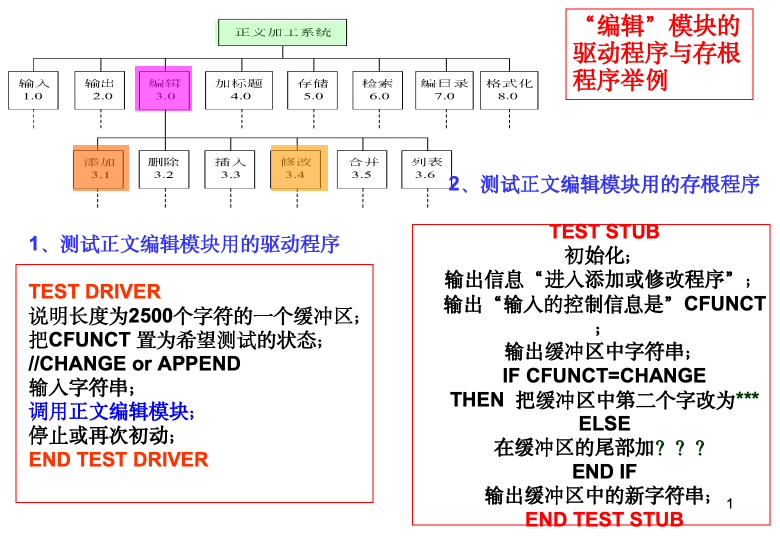 正义加工系统
“编辑”模块的
驱动程序与存根
程序举例
输入 输出 编辑 加标题 存储 检索 编目录 格式化
1.0 2.0 3.0 4.0 5.0 6.0 7.0 8.0
添加 删除 插入 修改 合并 列表
3.1 3.2 3.3 3.4 3.5 3.6
2、测试正文编辑模块用的存根程序
1、测试正文编辑模块用的驱动程序
TEST DRIVER
说明长度为2500个字符的一个缓冲区;
把CFUNCT 置为希望测试的状态;
//CHANGE or APPEND
输入字符串;
调用正文编辑模块;
停止或再次初动;
END TEST DRIVER
TEST STUB
初始化;
输出信息“进入添加或修改程序”;
输出“输入的控制信息是”CFUNCT
;
输出缓冲区中字符串;
IF CFUNCT=CHANGE
THEN 把缓冲区中第二个字改为***
ELSE
在缓冲区的尾部加？？？
END IF
输出缓冲区中的新字符串;
END TEST STUB
1